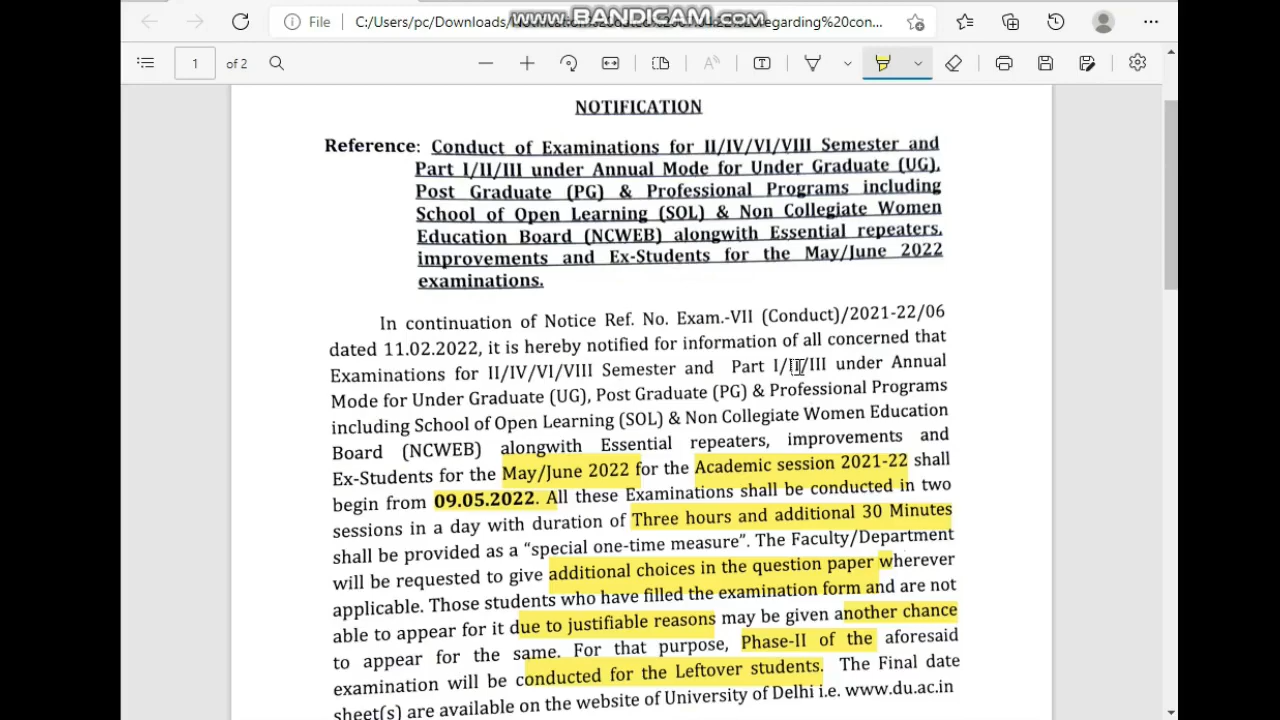 File
C:/Users/pc/Downloads/
regarding%20con...
www.BANDICAM.com
1
of 2
NOTIFICATION
Reference: Conduct of Examinations for II/IV/VI/VIII Semester and
Part I/II/III under Annual Mode for Under Graduate (UG),
Post Graduate (PG) & Professional Programs including
School of Open Learning (SOL) & Non Collegiate Women
Education Board (NCWEB) alongwith Essential repeaters,
improvements and Ex-Students for the May/June 2022
examinations.
In continuation of Notice Ref. No. Exam.-VII (Conduct)/2021-22/06
dated 11.02.2022, it is hereby notified for information of all concerned that
Examinations for II/IV/VI/VIII Semester and Part I/II/III under Annual
Mode for Under Graduate (UG), Post Graduate (PG) & Professional Programs
including School of Open Learning (SOL) & Non Collegiate Women Education
Board (NCWEB) alongwith Essential repeaters, improvements and
Ex-Students for the May/June 2022 for the Academic session 2021-22 shall
begin from 09.05.2022. All these Examinations shall be conducted in two
sessions in a day with duration of Three hours and additional 30 Minutes
shall be provided as a “special one-time measure”. The Faculty/Department
will be requested to give additional choices in the question paper wherever
applicable. Those students who have filled the examination form and are not
able to appear for it due to justifiable reasons may be given another chance
to appear for the same. For that purpose, Phase-II of the aforesaid
examination will be conducted for the Leftover students. The Final date
sheet(s) are available on the website of University of Delhi i.e. www.du.ac.in